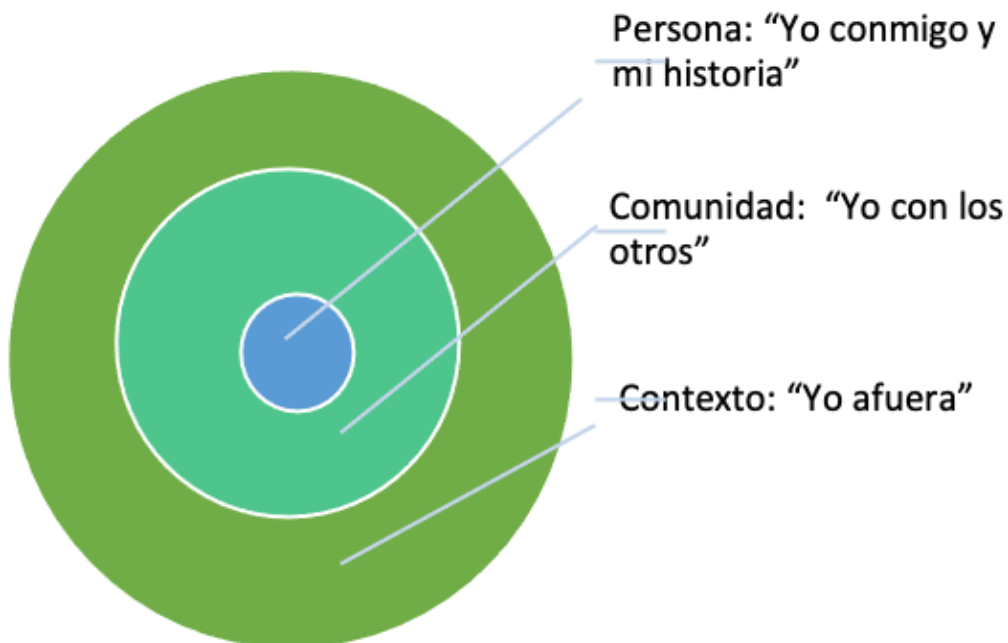 Persona: “Yo conmigo y
mi historia”
Comunidad:  “Yo con los
otros”
Contexto: “Yo afuera”